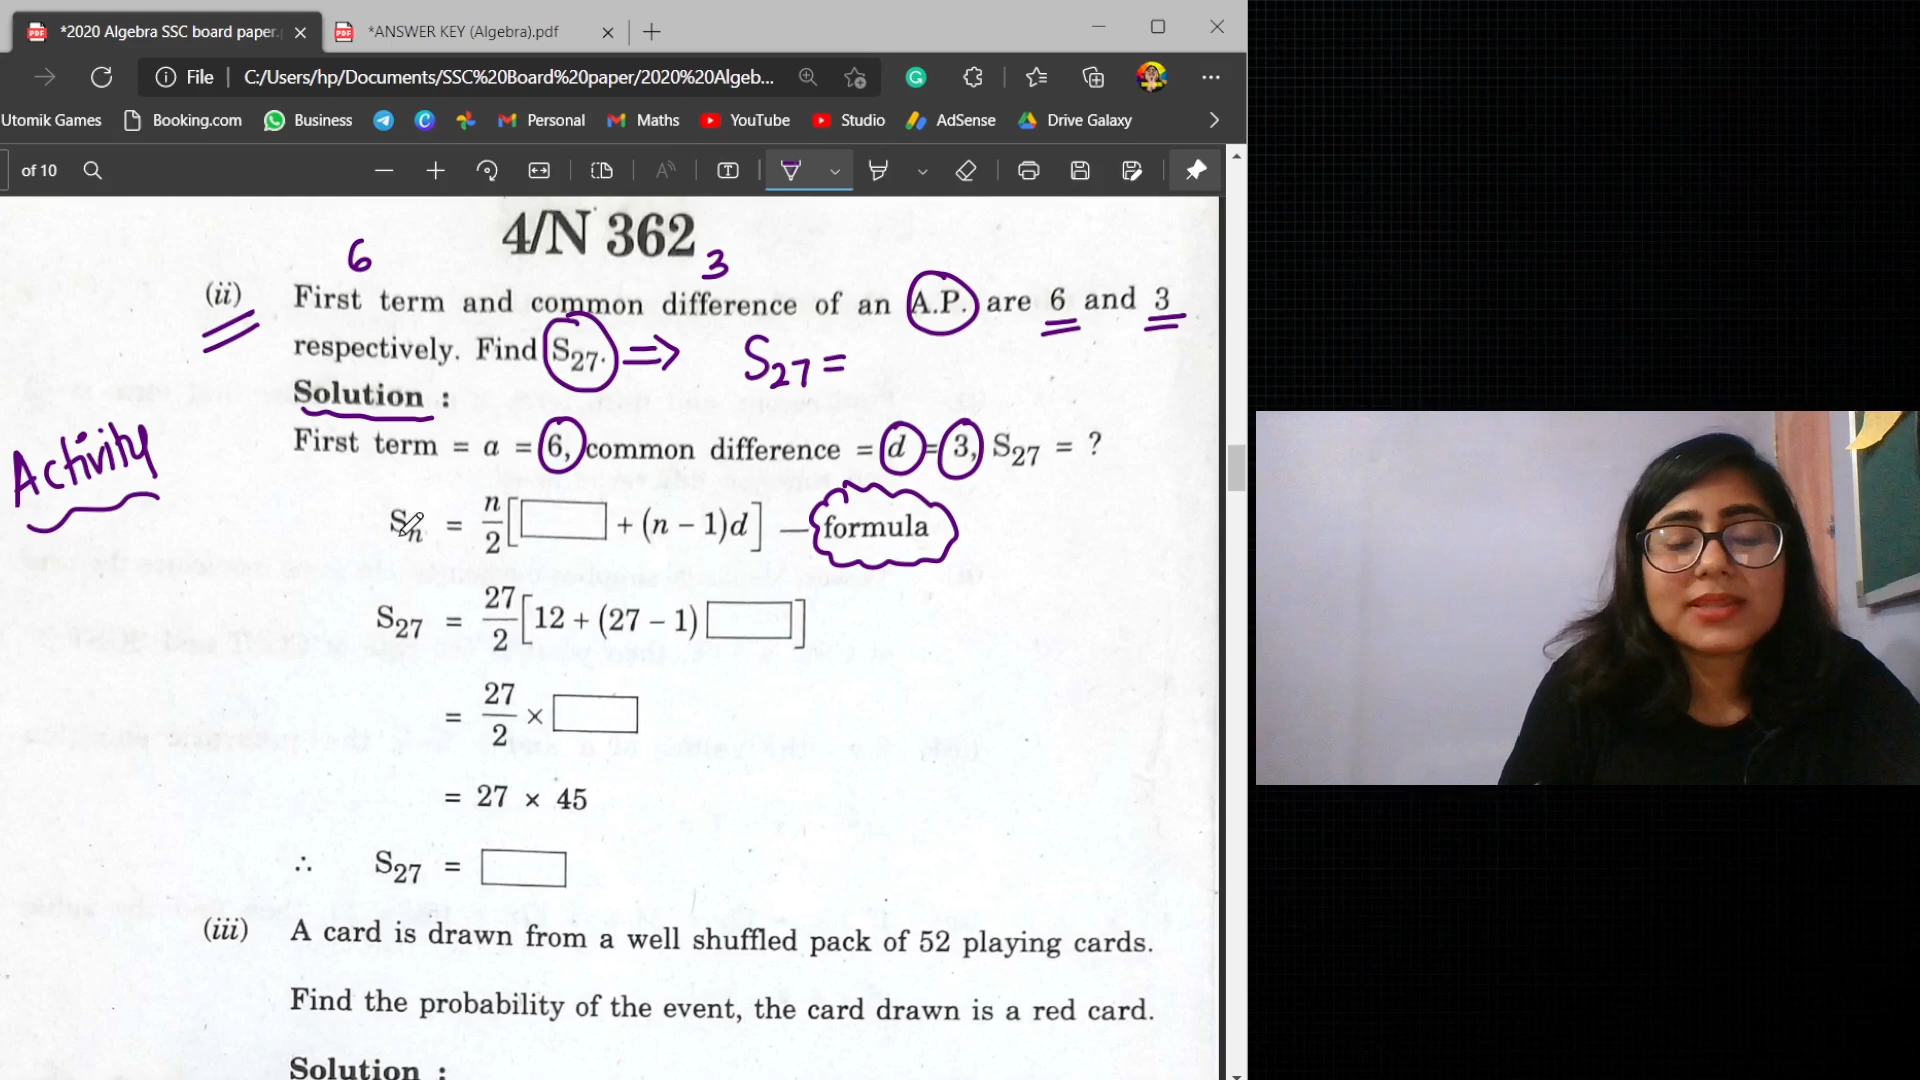 *2020 Algebra SSC board paper.
*ANSWER KEY (Algebra).pdf
File C:/Users/hp/Documents/SSC%20Board%20paper/2020%20Algeb...
Utomik Games Booking.com Business Personal Maths YouTube Studio AdSense Drive Galaxy
of 10
4/N 362
6 3
(ii) First term and common difference of an A.P. are 6 and 3
respectively. Find S27. ⇒ S27 =
Solution :
First term = a = 6, common difference = d = 3, S27 = ?
Activity
Sn = n/2 [ □ + (n − 1)d ] — formula
S27 = 27/2 [ 12 + (27 − 1) □ ]
= 27/2 × □
= 27 × 45
∴ S27 = □
(iii) A card is drawn from a well shuffled pack of 52 playing cards.
Find the probability of the event, the card drawn is a red card.
Solution :